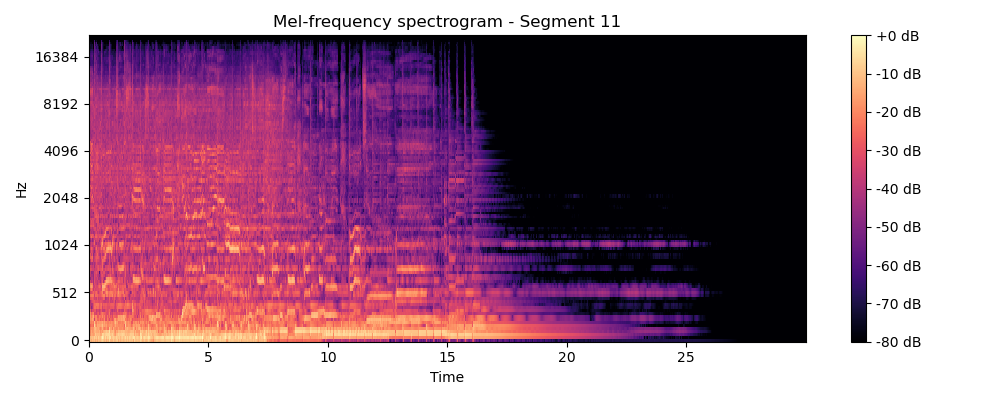 Mel-frequency spectrogram - Segment 11
Hz
16384
8192
4096
2048
1024
512
0
0 5 10 15 20 25
Time
+0 dB
-10 dB
-20 dB
-30 dB
-40 dB
-50 dB
-60 dB
-70 dB
-80 dB